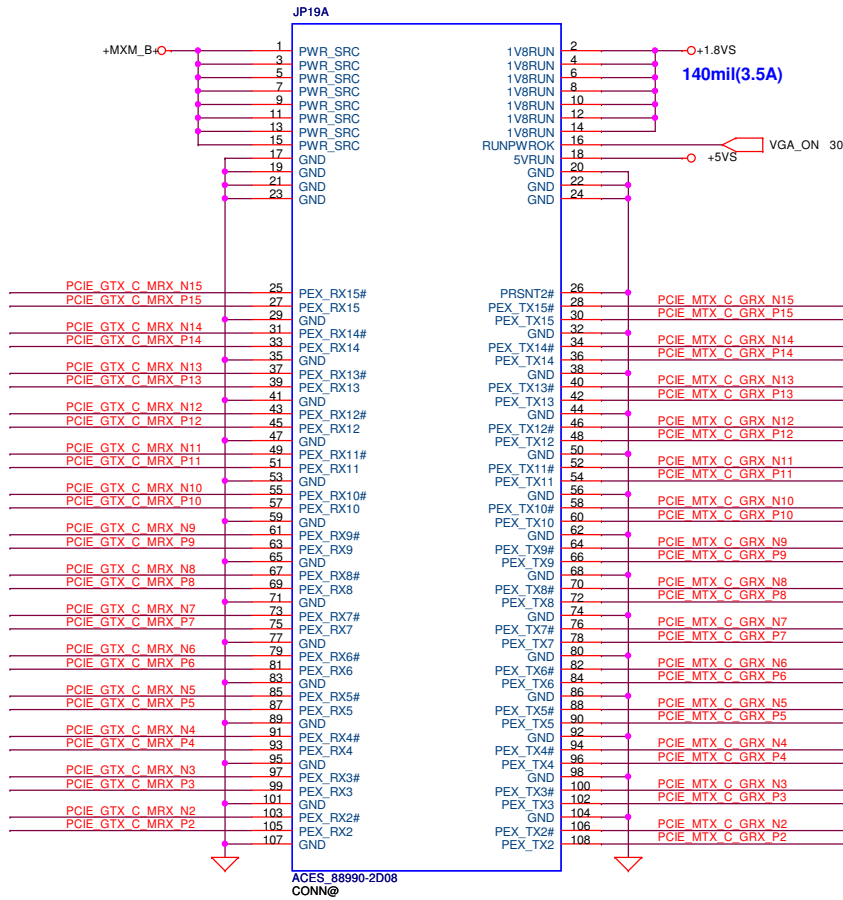 JP19A
+MXM_B+ 1 PWR_SRC 1V8RUN 2 +1.8VS
3 PWR_SRC 1V8RUN 4
5 PWR_SRC 1V8RUN 6 140mil(3.5A)
7 PWR_SRC 1V8RUN 8
9 PWR_SRC 1V8RUN 10
11 PWR_SRC 1V8RUN 12
13 PWR_SRC 1V8RUN 14
15 PWR_SRC RUNPWROK 16 VGA_ON 30
17 GND 5VRUN 18 +5VS
19 GND GND 20
21 GND GND 22
23 GND GND 24
PCIE_GTX_C_MRX_N15 25 PEX_RX15# PRSNT2# 26
PCIE_GTX_C_MRX_P15 27 PEX_RX15 PEX_TX15# 28 PCIE_MTX_C_GRX_N15
29 GND PEX_TX15 30 PCIE_MTX_C_GRX_P15
PCIE_GTX_C_MRX_N14 31 PEX_RX14# GND 32
PCIE_GTX_C_MRX_P14 33 PEX_RX14 PEX_TX14# 34 PCIE_MTX_C_GRX_N14
35 GND PEX_TX14 36 PCIE_MTX_C_GRX_P14
PCIE_GTX_C_MRX_N13 37 PEX_RX13# GND 38
PCIE_GTX_C_MRX_P13 39 PEX_RX13 PEX_TX13# 40 PCIE_MTX_C_GRX_N13
41 GND PEX_TX13 42 PCIE_MTX_C_GRX_P13
PCIE_GTX_C_MRX_N12 43 PEX_RX12# GND 44
PCIE_GTX_C_MRX_P12 45 PEX_RX12 PEX_TX12# 46 PCIE_MTX_C_GRX_N12
47 GND PEX_TX12 48 PCIE_MTX_C_GRX_P12
PCIE_GTX_C_MRX_N11 49 PEX_RX11# GND 50
PCIE_GTX_C_MRX_P11 51 PEX_RX11 PEX_TX11# 52 PCIE_MTX_C_GRX_N11
53 GND PEX_TX11 54 PCIE_MTX_C_GRX_P11
PCIE_GTX_C_MRX_N10 55 PEX_RX10# GND 56
PCIE_GTX_C_MRX_P10 57 PEX_RX10 PEX_TX10# 58 PCIE_MTX_C_GRX_N10
59 GND PEX_TX10 60 PCIE_MTX_C_GRX_P10
PCIE_GTX_C_MRX_N9 61 PEX_RX9# GND 62
PCIE_GTX_C_MRX_P9 63 PEX_RX9 PEX_TX9# 64 PCIE_MTX_C_GRX_N9
65 GND PEX_TX9 66 PCIE_MTX_C_GRX_P9
PCIE_GTX_C_MRX_N8 67 PEX_RX8# GND 68
PCIE_GTX_C_MRX_P8 69 PEX_RX8 PEX_TX8# 70 PCIE_MTX_C_GRX_N8
71 GND PEX_TX8 72 PCIE_MTX_C_GRX_P8
PCIE_GTX_C_MRX_N7 73 PEX_RX7# GND 74
PCIE_GTX_C_MRX_P7 75 PEX_RX7 PEX_TX7# 76 PCIE_MTX_C_GRX_N7
77 GND PEX_TX7 78 PCIE_MTX_C_GRX_P7
PCIE_GTX_C_MRX_N6 79 PEX_RX6# GND 80
PCIE_GTX_C_MRX_P6 81 PEX_RX6 PEX_TX6# 82 PCIE_MTX_C_GRX_N6
83 GND PEX_TX6 84 PCIE_MTX_C_GRX_P6
PCIE_GTX_C_MRX_N5 85 PEX_RX5# GND 86
PCIE_GTX_C_MRX_P5 87 PEX_RX5 PEX_TX5# 88 PCIE_MTX_C_GRX_N5
89 GND PEX_TX5 90 PCIE_MTX_C_GRX_P5
PCIE_GTX_C_MRX_N4 91 PEX_RX4# GND 92
PCIE_GTX_C_MRX_P4 93 PEX_RX4 PEX_TX4# 94 PCIE_MTX_C_GRX_N4
95 GND PEX_TX4 96 PCIE_MTX_C_GRX_P4
PCIE_GTX_C_MRX_N3 97 PEX_RX3# GND 98
PCIE_GTX_C_MRX_P3 99 PEX_RX3 PEX_TX3# 100 PCIE_MTX_C_GRX_N3
101 GND PEX_TX3 102 PCIE_MTX_C_GRX_P3
PCIE_GTX_C_MRX_N2 103 PEX_RX2# GND 104
PCIE_GTX_C_MRX_P2 105 PEX_RX2 PEX_TX2# 106 PCIE_MTX_C_GRX_N2
107 GND PEX_TX2 108 PCIE_MTX_C_GRX_P2
ACES_88990-2D08
CONN@